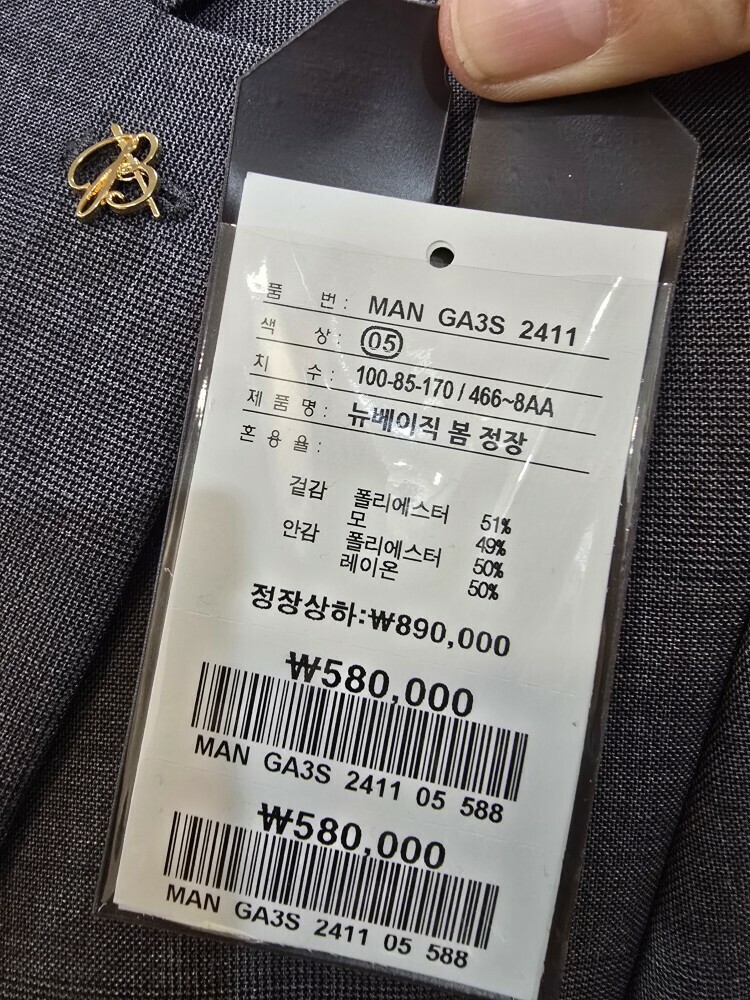 품 번 : MAN GA3S 2411
색 상 : 05
치 수 : 100-85-170 / 466~8AA
제 품 명 : 뉴베이직 봄 정장
혼 용 율 :
겉감 폴리에스터 51%
모 49%
안감 폴리에스터 50%
레이온 50%
정장상하:₩890,000
₩580,000
MAN GA3S 2411 05 588
₩580,000
MAN GA3S 2411 05 588